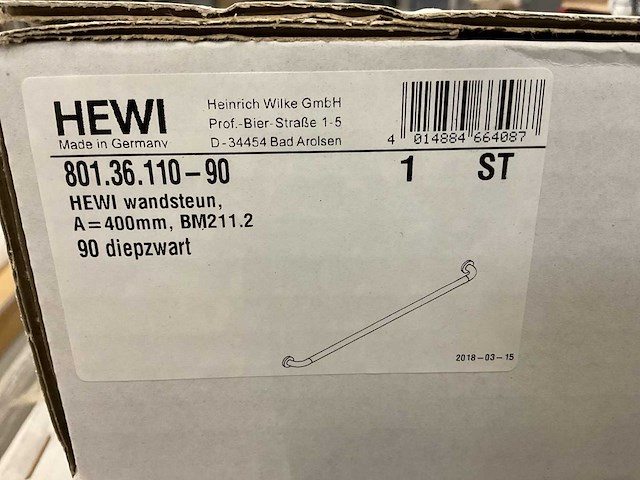 HEWI
Made in Germany
Heinrich Wilke GmbH
Prof.-Bier-Straße 1-5
D-34454 Bad Arolsen
4 014884 664087
801.36.110-90 1 ST
HEWI wandsteun,
A=400mm, BM211.2
90 diepzwart
2018-03-15